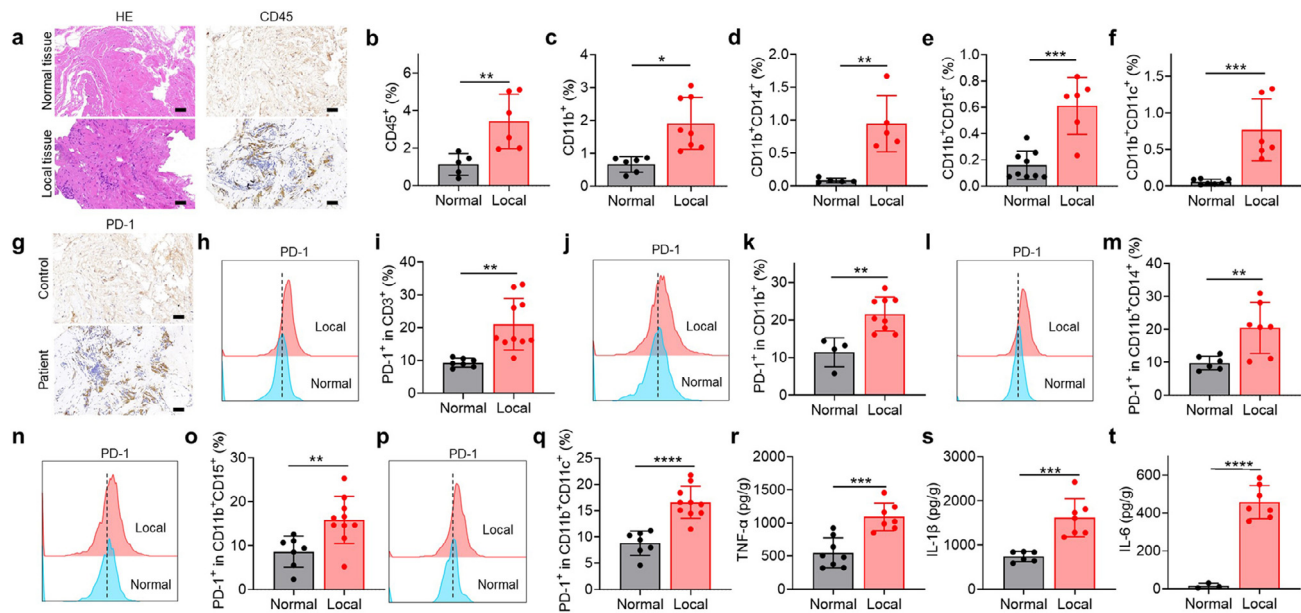 HE
CD45
a
Normal tissue
Local tissue
b
CD45⁺ (%)
6
4
2
0
**
Normal
Local
c
CD11b⁺ (%)
4
3
2
1
0
*
Normal
Local
d
CD11b⁺CD14⁺ (%)
2.0
1.5
1.0
0.5
0.0
**
Normal
Local
e
CD11b⁺CD15⁺ (%)
1.0
0.8
0.6
0.4
0.2
0.0
***
Normal
Local
f
CD11b⁺CD11c⁺ (%)
1.5
1.0
0.5
0.0
***
Normal
Local
g
PD-1
Control
Patient
h
PD-1
Local
Normal
i
PD-1⁺ in CD3⁺ (%)
40
30
20
10
0
**
Normal
Local
j
PD-1
Local
Normal
k
PD-1⁺ in CD11b⁺ (%)
40
30
20
10
0
**
Normal
Local
l
PD-1
Local
Normal
m
PD-1⁺ in CD11b⁺CD14⁺ (%)
40
30
20
10
0
**
Normal
Local
n
PD-1
Local
Normal
o
PD-1⁺ in CD11b⁺CD15⁺ (%)
30
20
10
0
**
Normal
Local
p
PD-1
Local
Normal
q
PD-1⁺ in CD11b⁺CD11c⁺ (%)
25
20
15
10
5
0
****
Normal
Local
r
TNF-α (pg/g)
2000
1500
1000
500
0
***
Normal
Local
s
IL-1β (pg/g)
3000
2000
1000
0
***
Normal
Local
t
IL-6 (pg/g)
800
600
400
200
0
****
Normal
Local